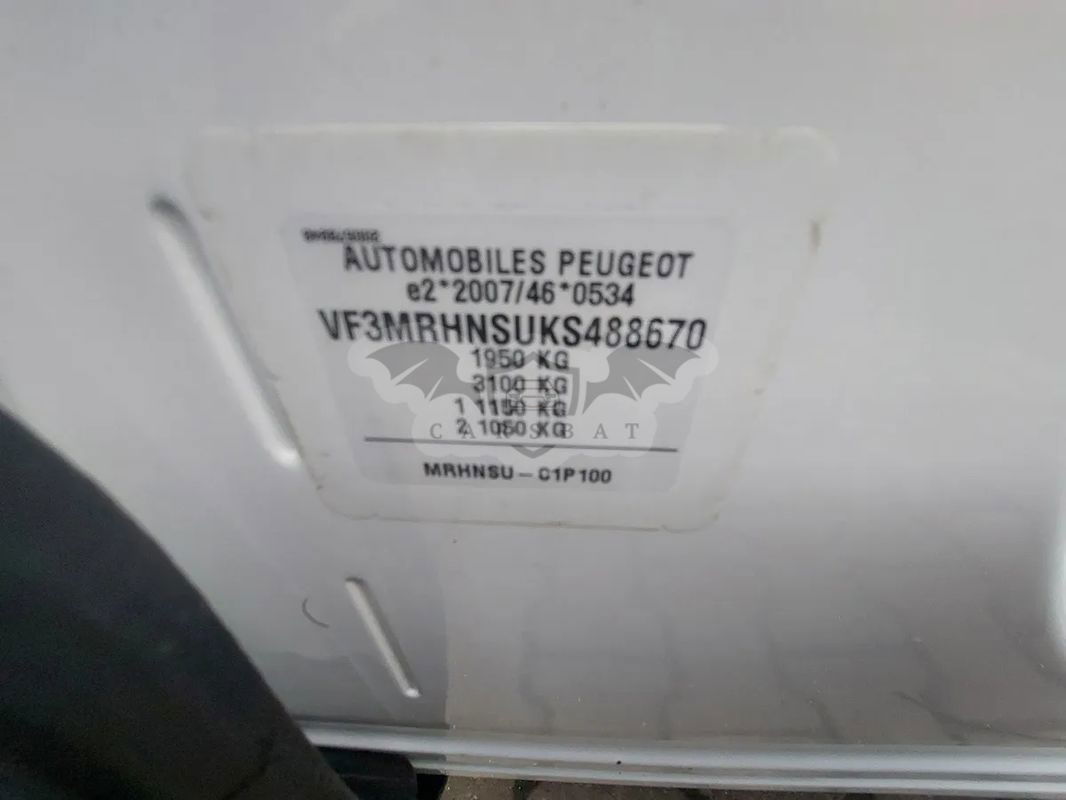 AUTOMOBILES PEUGEOT
e2*2007/46*0534
VF3MRHNSUKS488670
1950 KG
3100 KG
1 1150 KG
2 1050 KG
CARSBAT
MRHNSU-C1P100